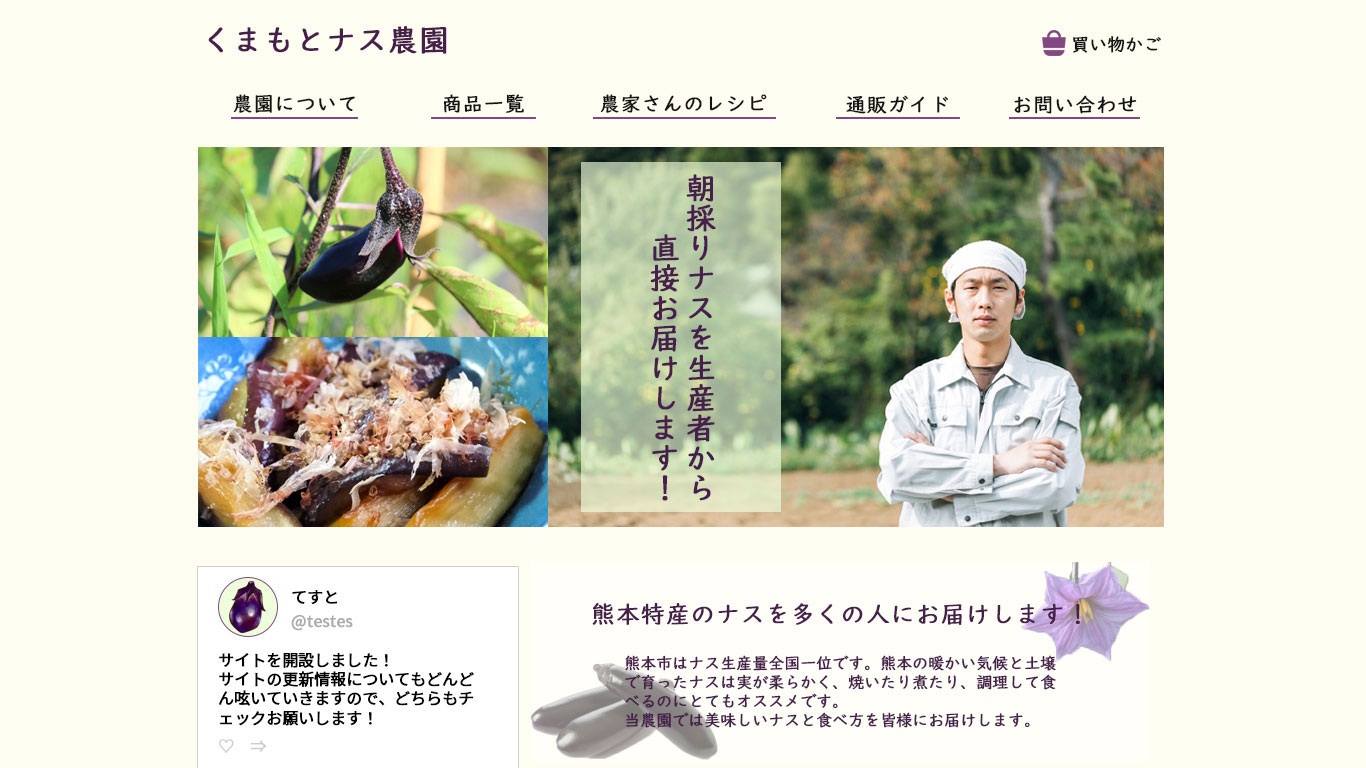 くまもとナス農園
買い物かご
農園について
商品一覧
農家さんのレシピ
通販ガイド
お問い合わせ
朝採りナスを生産者から
直接お届けします！
てすと
@testes
サイトを開設しました！
サイトの更新情報についてもどんど
ん呟いていきますので、どちらもチ
ェックお願いします！
熊本特産のナスを多くの人にお届けします！
熊本市はナス生産量全国一位です。熊本の暖かい気候と土壌
で育ったナスは実が柔らかく、焼いたり煮たり、調理して食
べるのにとてもオススメです。
当農園では美味しいナスと食べ方を皆様にお届けします。